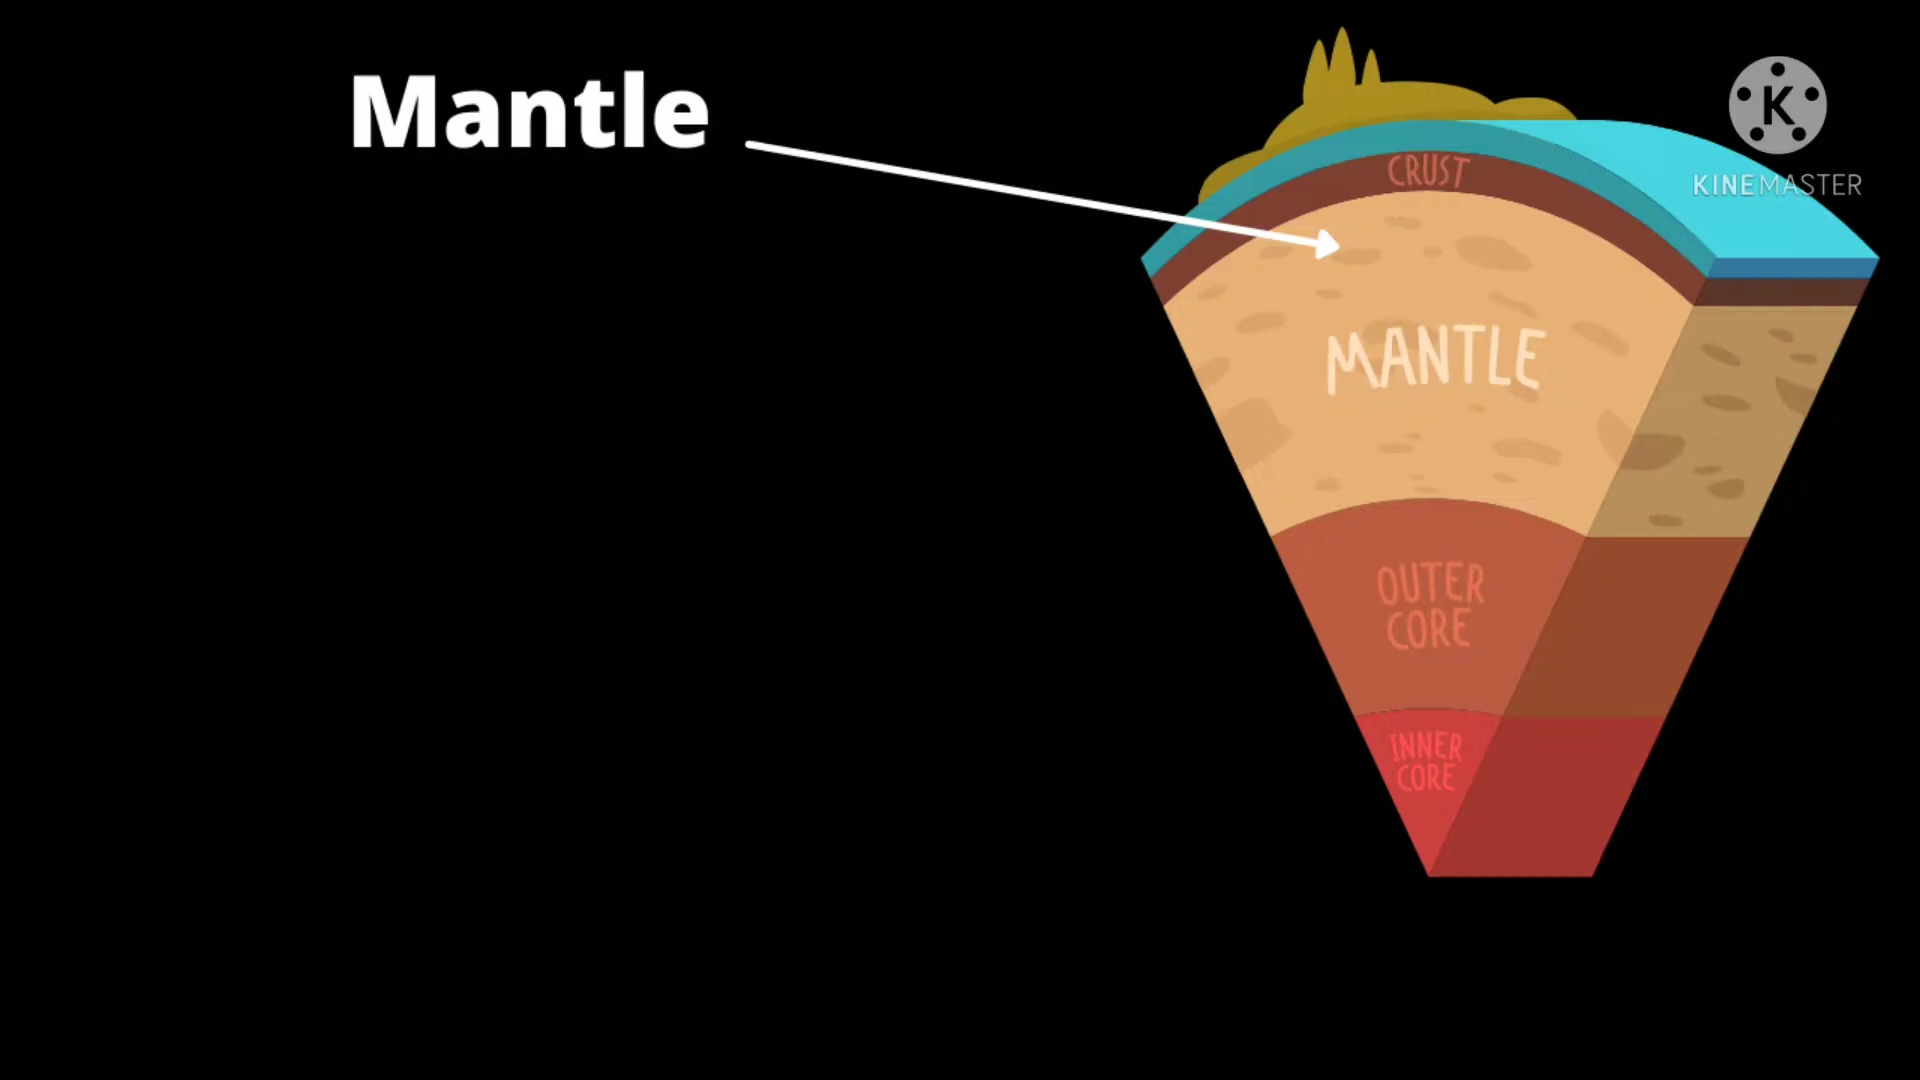 Mantle
K
KINEMASTER
CRUST
MANTLE
OUTER
CORE
INNER
CORE